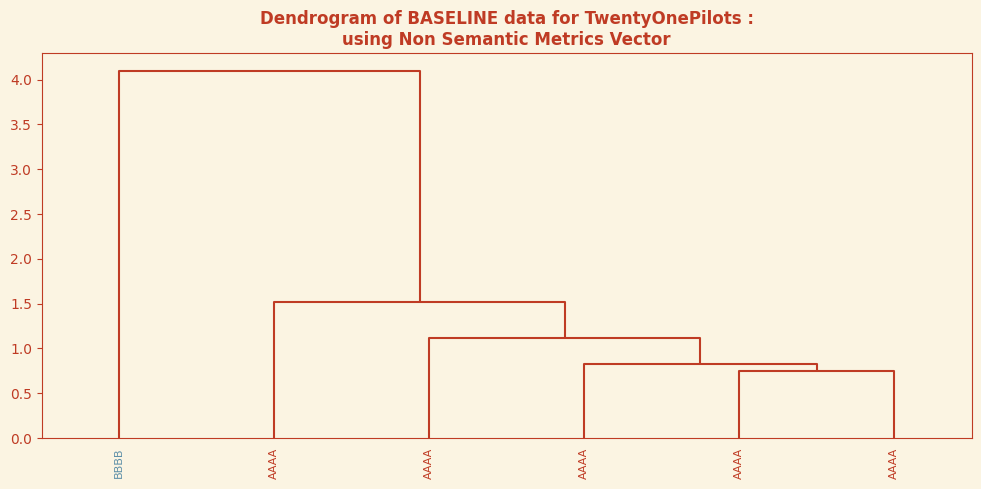 Dendrogram of BASELINE data for TwentyOnePilots :
using Non Semantic Metrics Vector
4.0
3.5
3.0
2.5
2.0
1.5
1.0
0.5
0.0
BBBB
AAAA
AAAA
AAAA
AAAA
AAAA